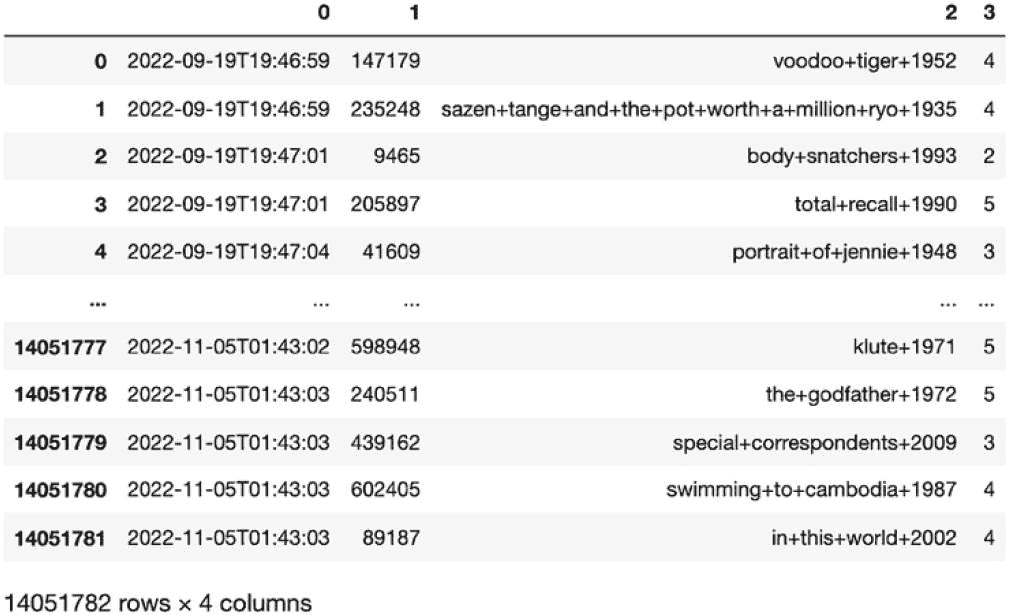 0 1 2 3
0 2022-09-19T19:46:59 147179 voodoo+tiger+1952 4
1 2022-09-19T19:46:59 235248 sazen+tange+and+the+pot+worth+a+million+ryo+1935 4
2 2022-09-19T19:47:01 9465 body+snatchers+1993 2
3 2022-09-19T19:47:01 205897 total+recall+1990 5
4 2022-09-19T19:47:04 41609 portrait+of+jennie+1948 3
... ... ... ... ...
14051777 2022-11-05T01:43:02 598948 klute+1971 5
14051778 2022-11-05T01:43:03 240511 the+godfather+1972 5
14051779 2022-11-05T01:43:03 439162 special+correspondents+2009 3
14051780 2022-11-05T01:43:03 602405 swimming+to+cambodia+1987 4
14051781 2022-11-05T01:43:03 89187 in+this+world+2002 4
14051782 rows × 4 columns